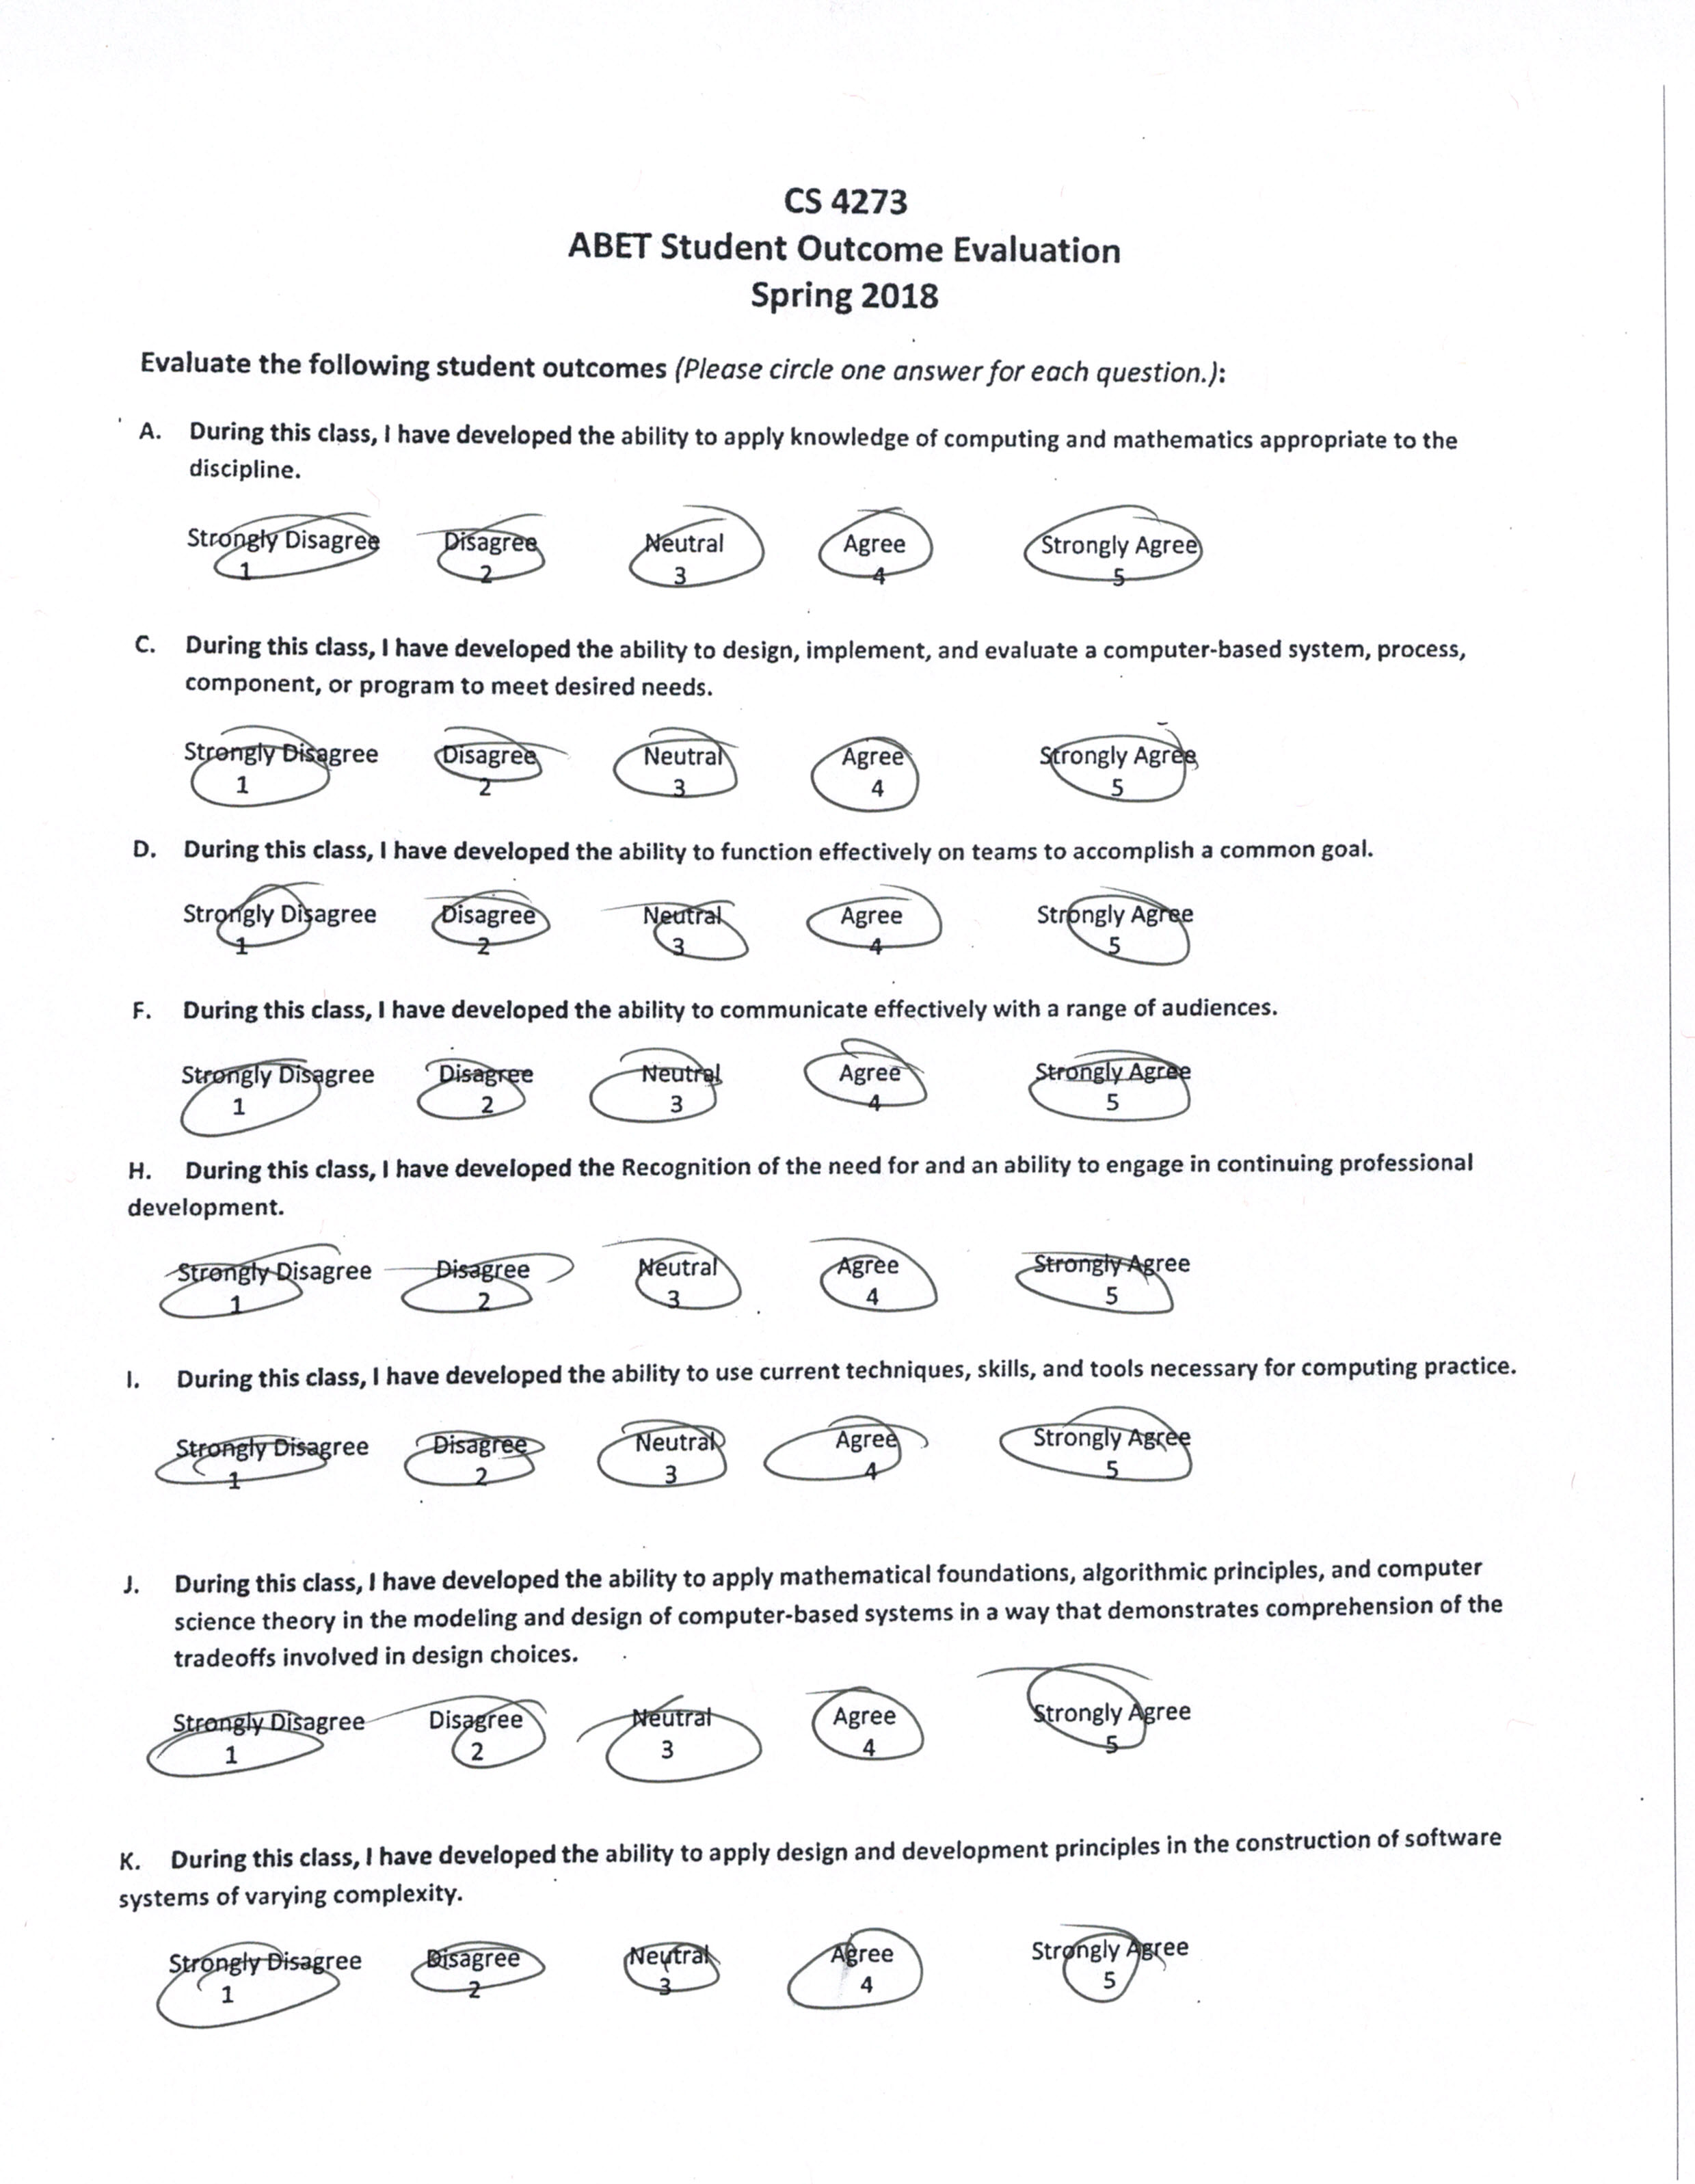 CS 4273
ABET Student Outcome Evaluation
Spring 2018
Evaluate the following student outcomes (Please circle one answer for each question.):
A. During this class, I have developed the ability to apply knowledge of computing and mathematics appropriate to the
discipline.
Strongly Disagree Disagree Neutral Agree Strongly Agree
1 2 3 4 5
C. During this class, I have developed the ability to design, implement, and evaluate a computer-based system, process,
component, or program to meet desired needs.
Strongly Disagree Disagree Neutral Agree Strongly Agree
1 2 3 4 5
D. During this class, I have developed the ability to function effectively on teams to accomplish a common goal.
Strongly Disagree Disagree Neutral Agree Strongly Agree
1 2 3 4 5
F. During this class, I have developed the ability to communicate effectively with a range of audiences.
Strongly Disagree Disagree Neutral Agree Strongly Agree
1 2 3 4 5
H. During this class, I have developed the Recognition of the need for and an ability to engage in continuing professional
development.
Strongly Disagree Disagree Neutral Agree Strongly Agree
1 2 3 4 5
I. During this class, I have developed the ability to use current techniques, skills, and tools necessary for computing practice.
Strongly Disagree Disagree Neutral Agree Strongly Agree
1 2 3 4 5
J. During this class, I have developed the ability to apply mathematical foundations, algorithmic principles, and computer
science theory in the modeling and design of computer-based systems in a way that demonstrates comprehension of the
tradeoffs involved in design choices.
Strongly Disagree Disagree Neutral Agree Strongly Agree
1 2 3 4 5
K. During this class, I have developed the ability to apply design and development principles in the construction of software
systems of varying complexity.
Strongly Disagree Disagree Neutral Agree Strongly Agree
1 2 3 4 5